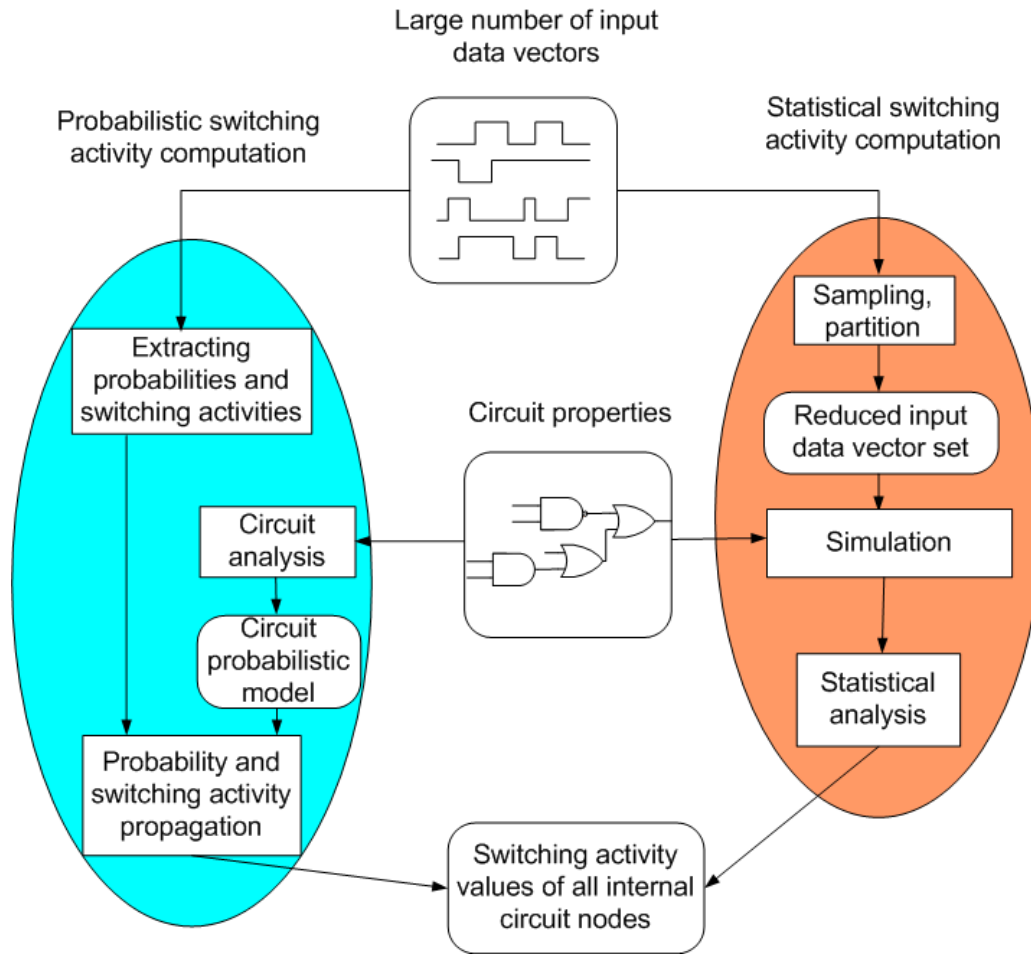 Large number of input
data vectors
Probabilistic switching
activity computation
Statistical switching
activity computation
Sampling,
partition
Extracting
probabilities and
switching activities
Reduced input
data vector set
Circuit properties
Circuit
analysis
Simulation
Circuit
probabilistic
model
Statistical
analysis
Probability and
switching activity
propagation
Switching activity
values of all internal
circuit nodes